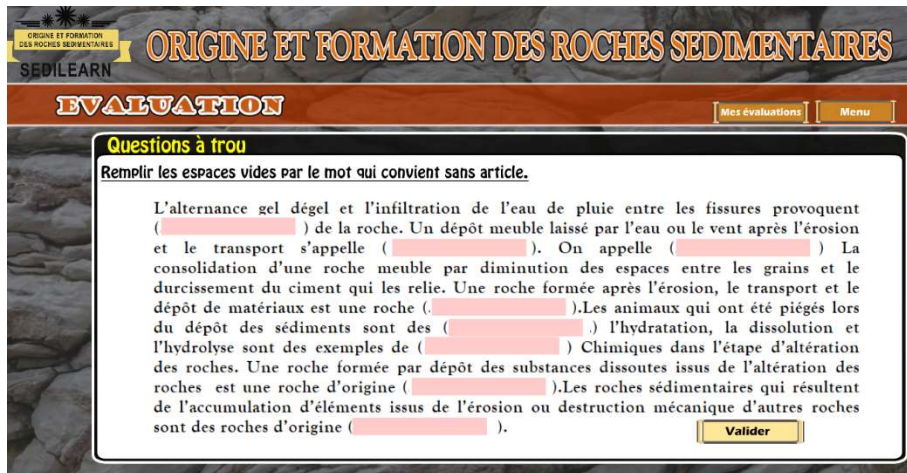 ORIGINE ET FORMATION
DES ROCHES SEDIMENTAIRES
SEDILEARN
ORIGINE ET FORMATION DES ROCHES SEDIMENTAIRES
EVALUATION
Mes évaluations
Menu
Questions à trou
Remplir les espaces vides par le mot qui convient sans article.
L'alternance gel dégel et l'infiltration de l'eau de pluie entre les fissures provoquent
( ) de la roche. Un dépôt meuble laissé par l'eau ou le vent après l'érosion
et le transport s'appelle ( ). On appelle ( ) La
consolidation d'une roche meuble par diminution des espaces entre les grains et le
durcissement du ciment qui les relie. Une roche formée après l'érosion, le transport et le
dépôt de matériaux est une roche (. ).Les animaux qui ont été piégés lors
du dépôt des sédiments sont des ( .) l'hydratation, la dissolution et
l'hydrolyse sont des exemples de ( ) Chimiques dans l'étape d'altération
des roches. Une roche formée par dépôt des substances dissoutes issus de l'altération des
roches est une roche d'origine ( ).Les roches sédimentaires qui résultent
de l'accumulation d'éléments issus de l'érosion ou destruction mécanique d'autres roches
sont des roches d'origine ( ).
Valider